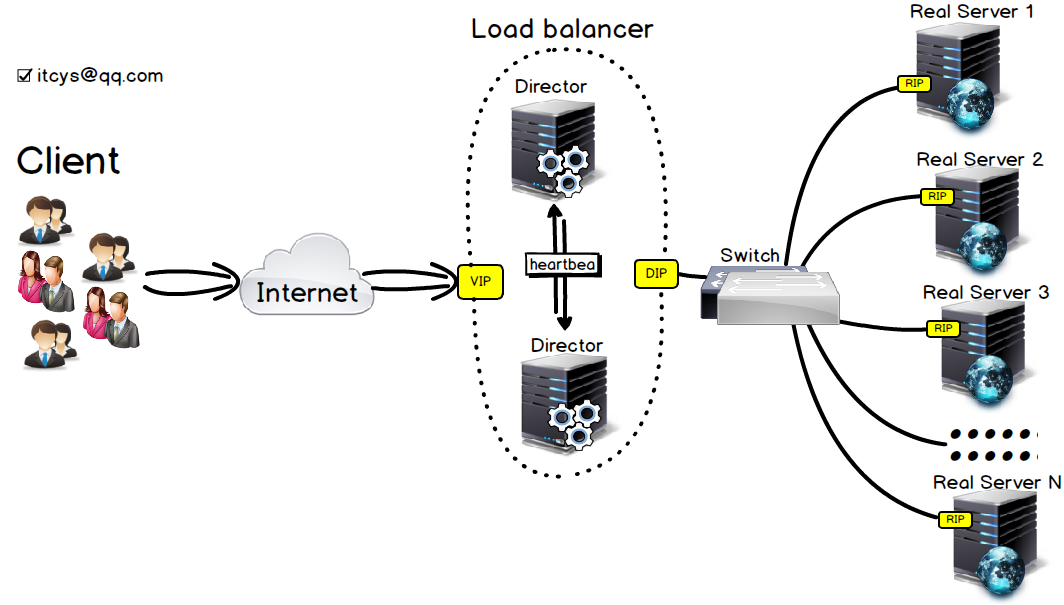 Load balancer
Real Server 1
RIP
itcys@qq.com
Director
Client
Real Server 2
RIP
Switch
heartbea
VIP
DIP
Internet
Real Server 3
RIP
Director
Real Server N
RIP